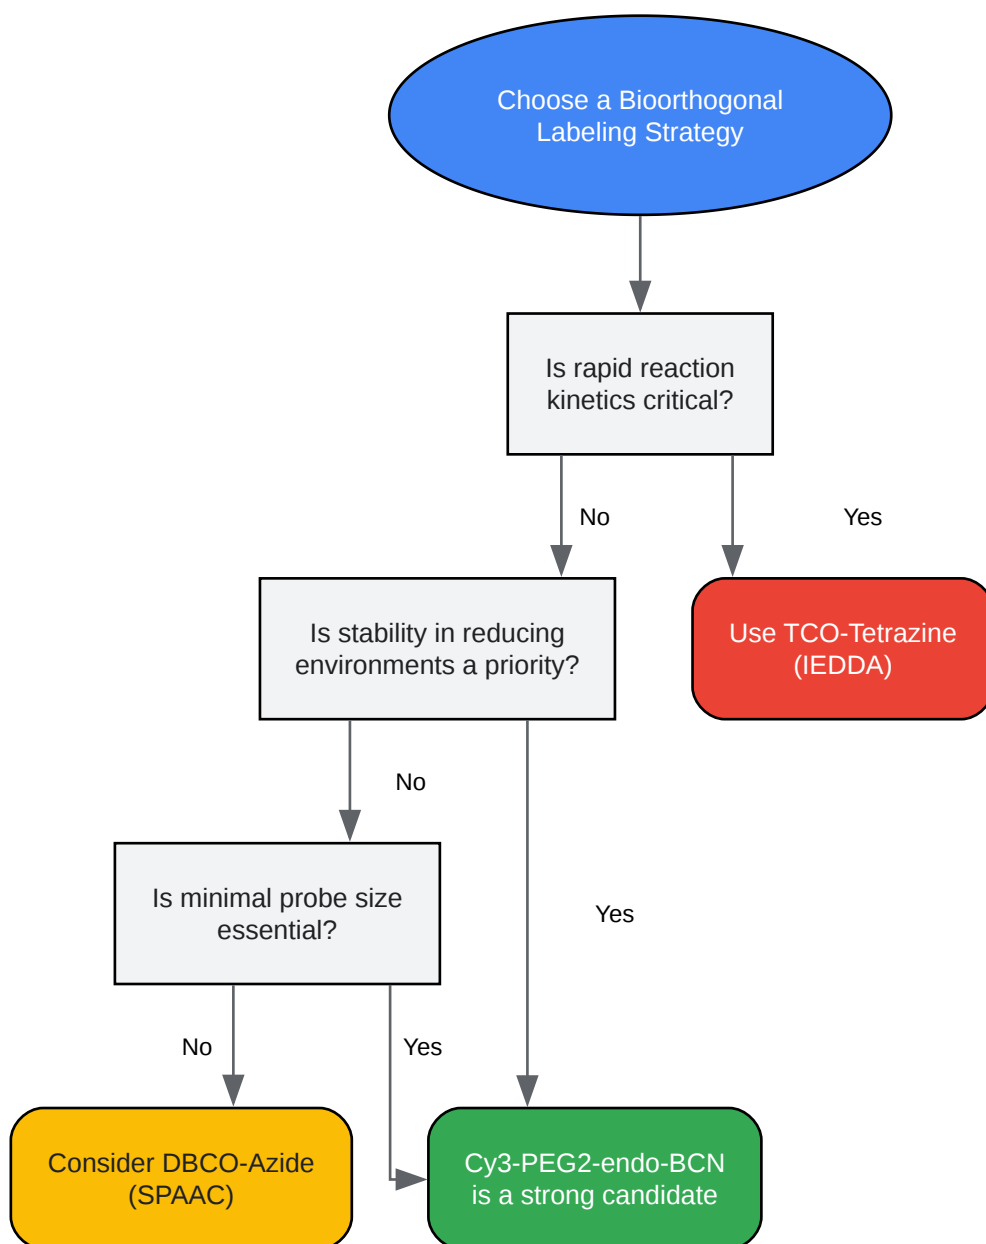 Choose a Bioorthogonal
Labeling Strategy
Is rapid reaction
kinetics critical?
No
Yes
Is stability in reducing
environments a priority?
Use TCO-Tetrazine
(IEDDA)
No
Is minimal probe size
essential?
Yes
No
Yes
Consider DBCO-Azide
(SPAAC)
Cy3-PEG2-endo-BCN
is a strong candidate